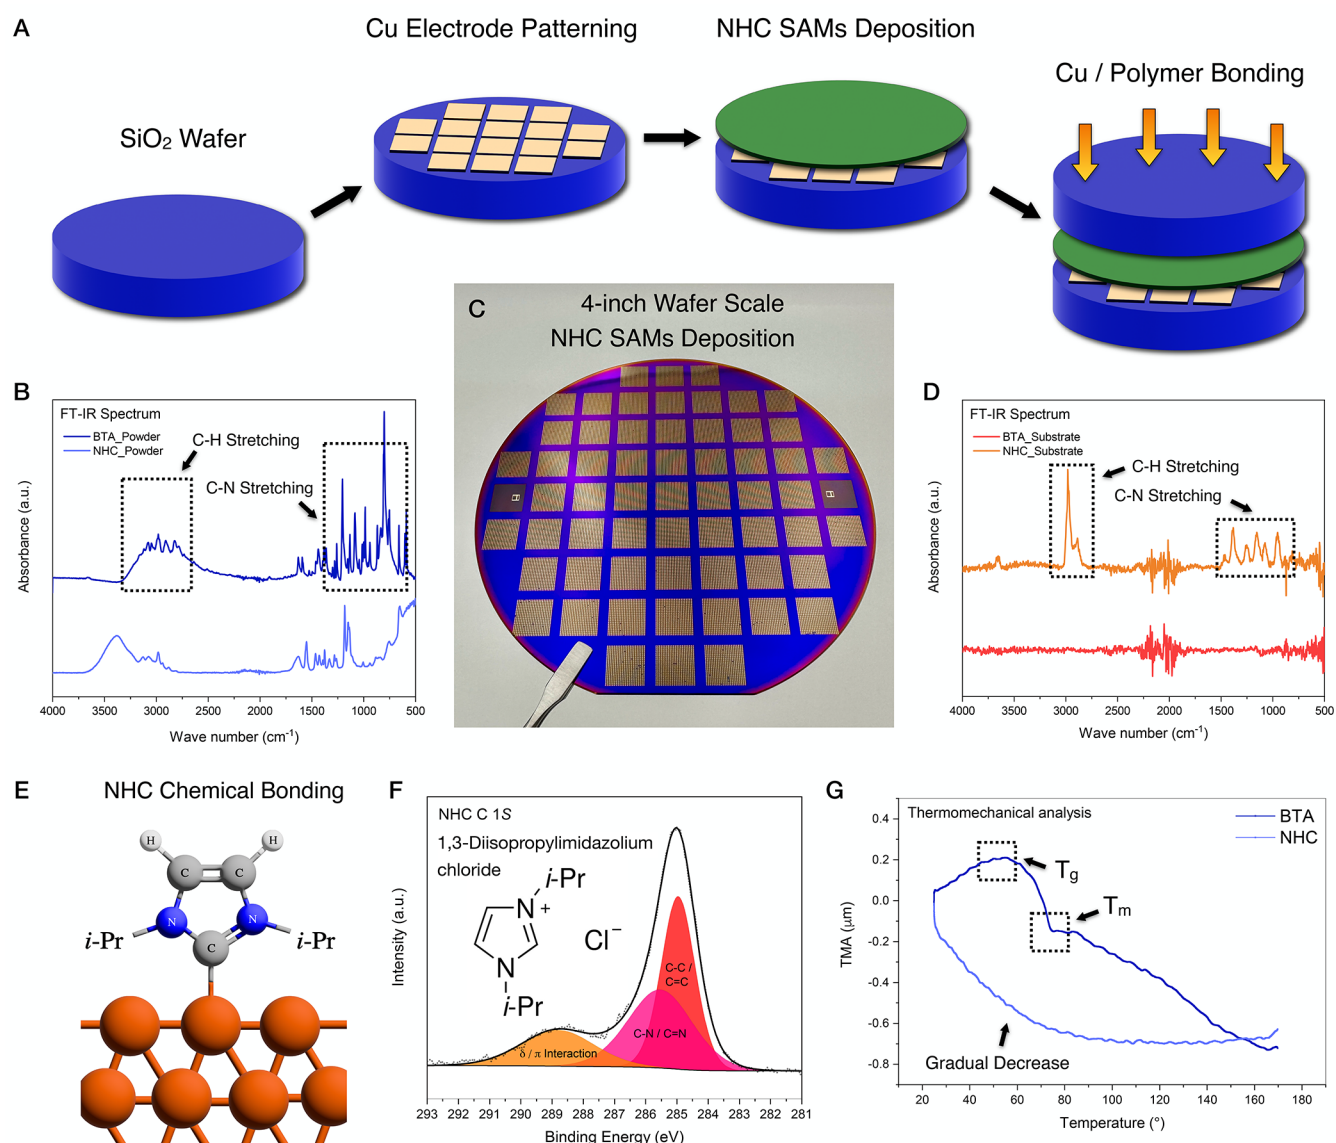 A
Cu Electrode Patterning
NHC SAMs Deposition
Cu / Polymer Bonding
SiO₂ Wafer
C
4-inch Wafer Scale
NHC SAMs Deposition
H
H
B
FT-IR Spectrum
BTA_Powder
NHC_Powder
C-H Stretching
C-N Stretching
Absorbance (a.u.)
4000 3500 3000 2500 2000 1500 1000 500
Wave number (cm⁻¹)
D
FT-IR Spectrum
BTA_Substrate
NHC_Substrate
C-H Stretching
C-N Stretching
Absorbance (a.u.)
4000 3500 3000 2500 2000 1500 1000 500
Wave number (cm⁻¹)
E
NHC Chemical Bonding
H H
C C
N N
i-Pr i-Pr
C
F
NHC C 1S
1,3-Diisopropylimidazolium
chloride
i-Pr
N+
Cl⁻
N
i-Pr
C-C /
C=C
C-N / C=N
δ / π Interaction
Intensity (a.u.)
293 292 291 290 289 288 287 286 285 284 283 282 281
Binding Energy (eV)
G
Thermomechanical analysis
BTA
NHC
Tg
Tm
Gradual Decrease
TMA (μm)
0.4
0.2
0.0
-0.2
-0.4
-0.6
-0.8
20 40 60 80 100 120 140 160 180
Temperature (°)